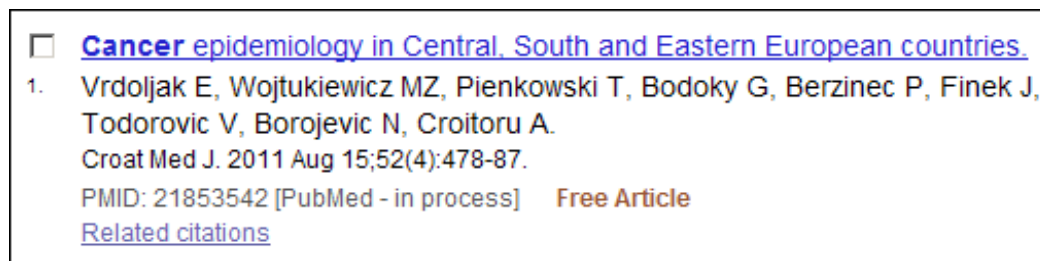 Cancer epidemiology in Central, South and Eastern European countries.
1. Vrdoljak E, Wojtukiewicz MZ, Pienkowski T, Bodoky G, Berzinec P, Finek J,
Todorovic V, Borojevic N, Croitoru A.
Croat Med J. 2011 Aug 15;52(4):478-87.
PMID: 21853542 [PubMed - in process] Free Article
Related citations